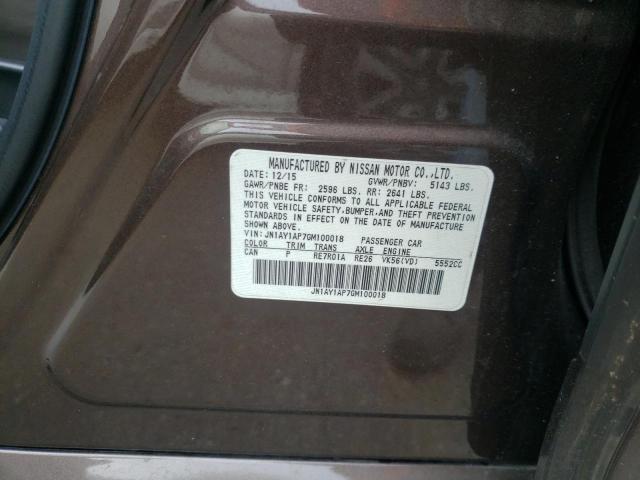 MANUFACTURED BY NISSAN MOTOR CO.,LTD.
DATE: 12/15 GVWR/PNBV: 5143 LBS.
GAWR/PNBE FR: 2596 LBS. RR: 2641 LBS.
THIS VEHICLE CONFORMS TO ALL APPLICABLE FEDERAL
MOTOR VEHICLE SAFETY,BUMPER,AND THEFT PREVENTION
STANDARDS IN EFFECT ON THE DATE OF MANUFACTURE
SHOWN ABOVE.
VIN:JN1AY1AP7GM100018 PASSENGER CAR
COLOR TRIM TRANS AXLE ENGINE
CAN P RE7R01A RE26 VK56(VD) 5552CC
JN1AY1AP7GM100018